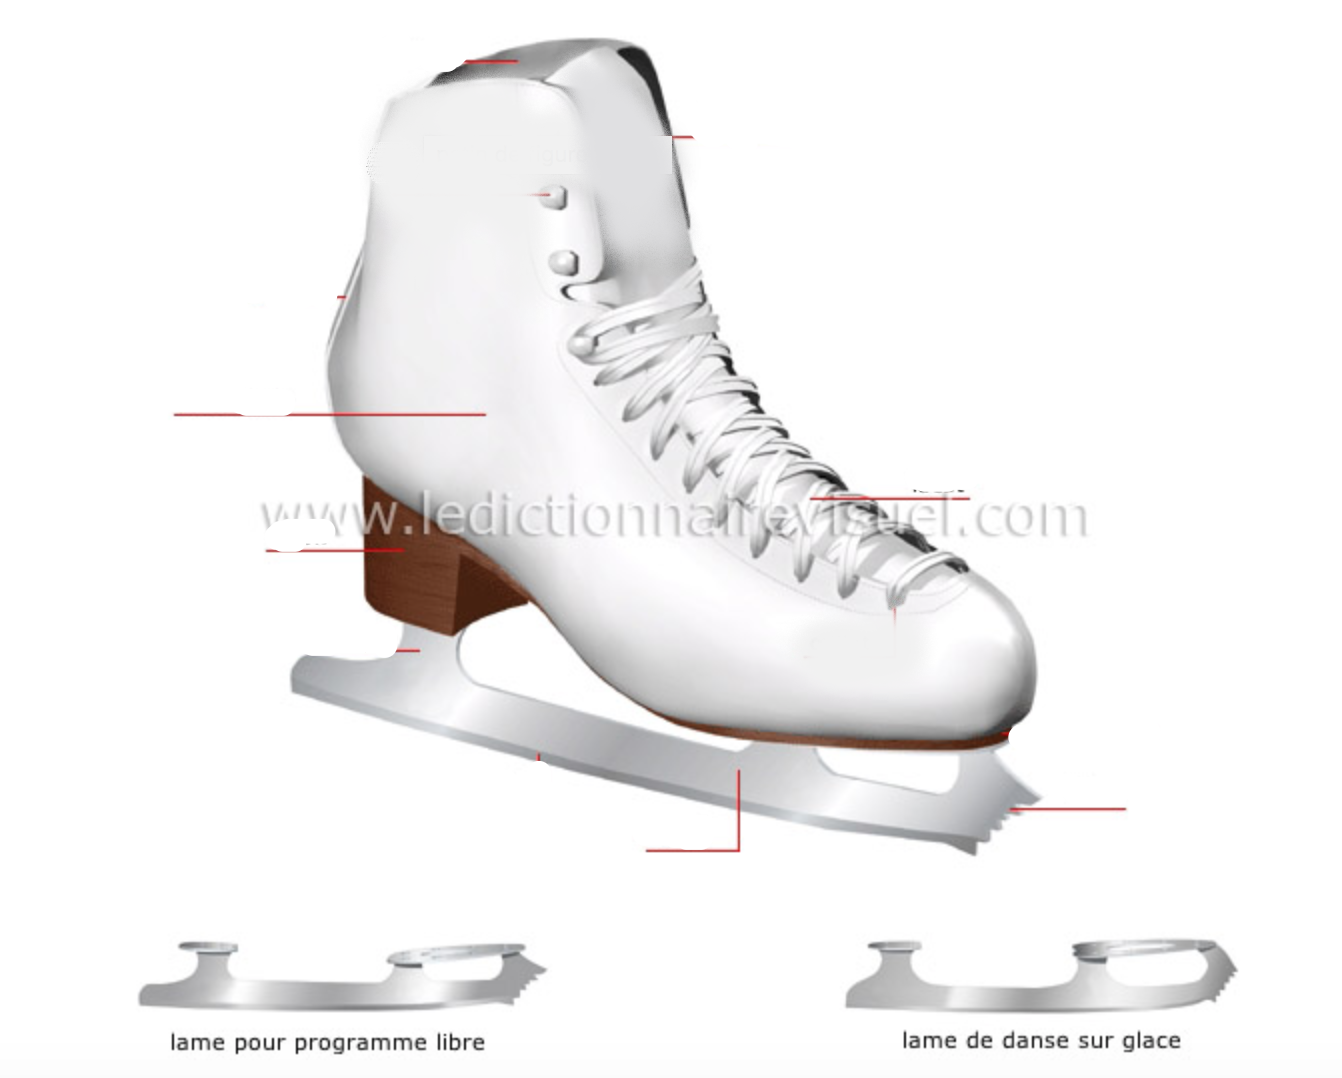 www.ledictionnairevisuel.com
lame pour programme libre
lame de danse sur glace